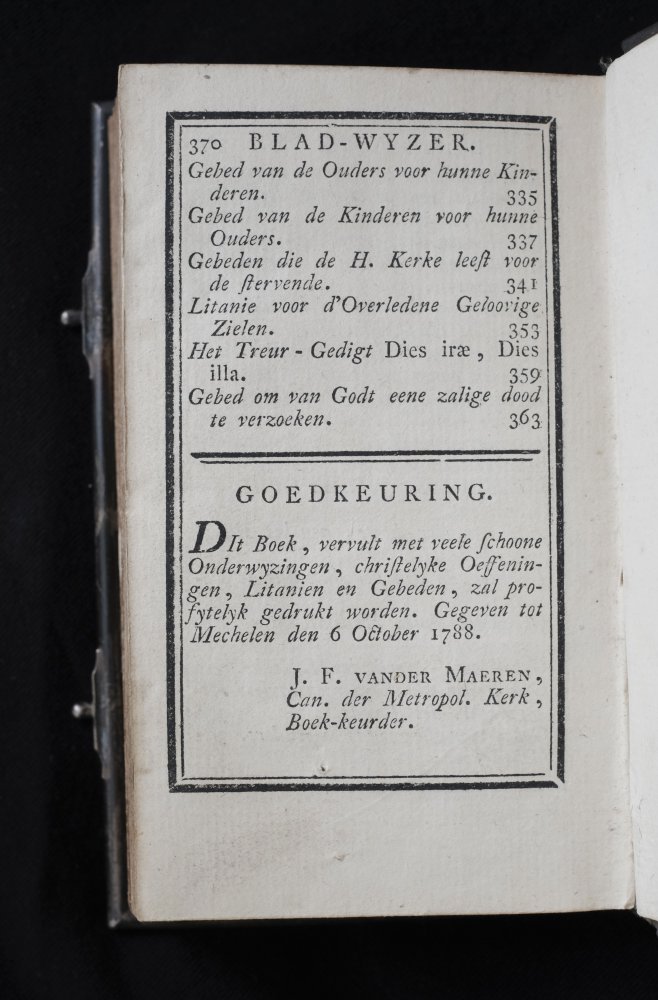 370 BLAD-WYZER.
Gebed van de Ouders voor hunne Kin-
deren. 335
Gebed van de Kinderen voor hunne
Ouders. 337
Gebeden die de H. Kerke leeſt voor
de ſtervende. 341
Litanie voor d'Overledene Geloovige
Zielen. 353
Het Treur-Gedigt Dies iræ, Dies
illa. 359
Gebed om van Godt eene zalige dood
te verzoeken. 363
GOEDKEURING.
DIt Boek, vervult met veele ſchoone
Onderwyzingen, chriſtelyke Oeffenin-
gen, Litanien en Gebeden, zal pro-
fytelyk gedrukt worden. Gegeven tot
Mechelen den 6 October 1788.
J. F. VANDER MAEREN,
Can. der Metropol. Kerk,
Boek-keurder.